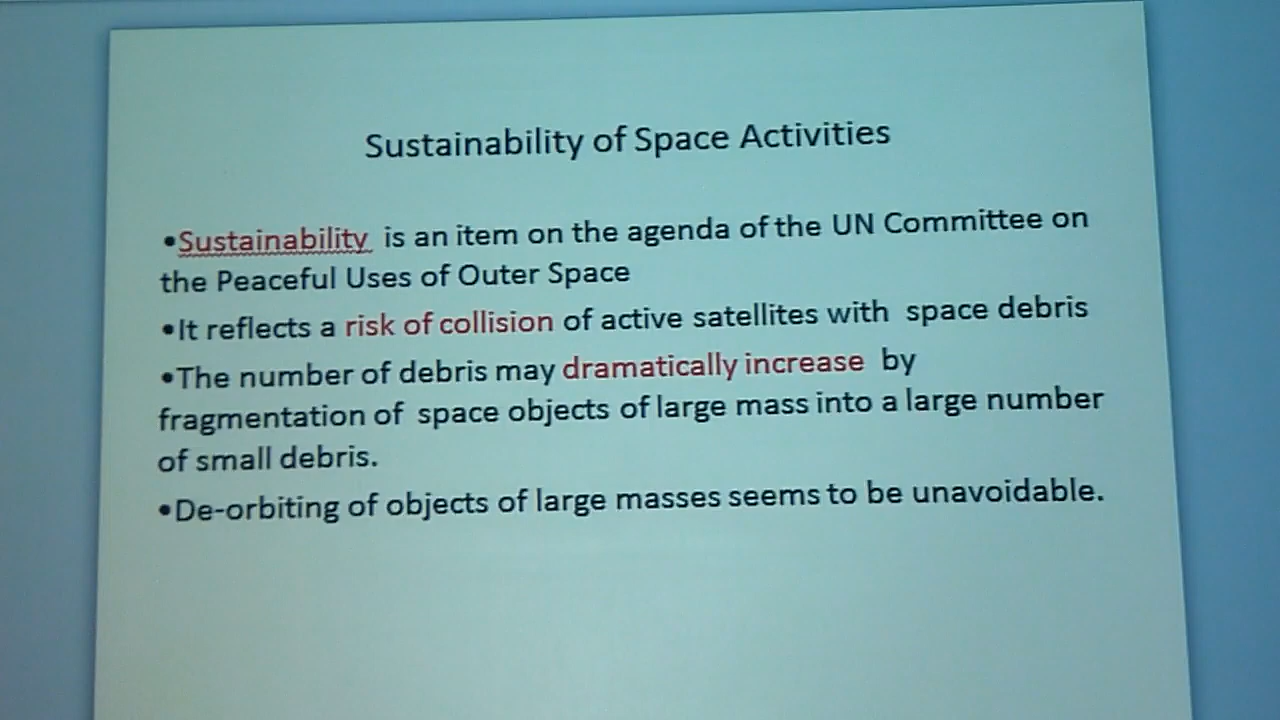 Sustainability of Space Activities
•Sustainability is an item on the agenda of the UN Committee on
the Peaceful Uses of Outer Space
•It reflects a risk of collision of active satellites with space debris
•The number of debris may dramatically increase by
fragmentation of space objects of large mass into a large number
of small debris.
•De-orbiting of objects of large masses seems to be unavoidable.